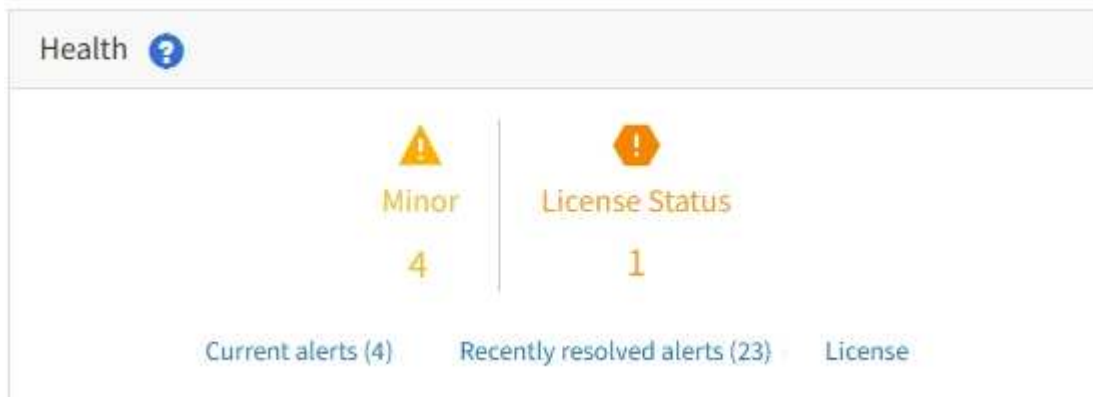 Health ?
! !
Minor License Status
4 1
Current alerts (4) Recently resolved alerts (23) License